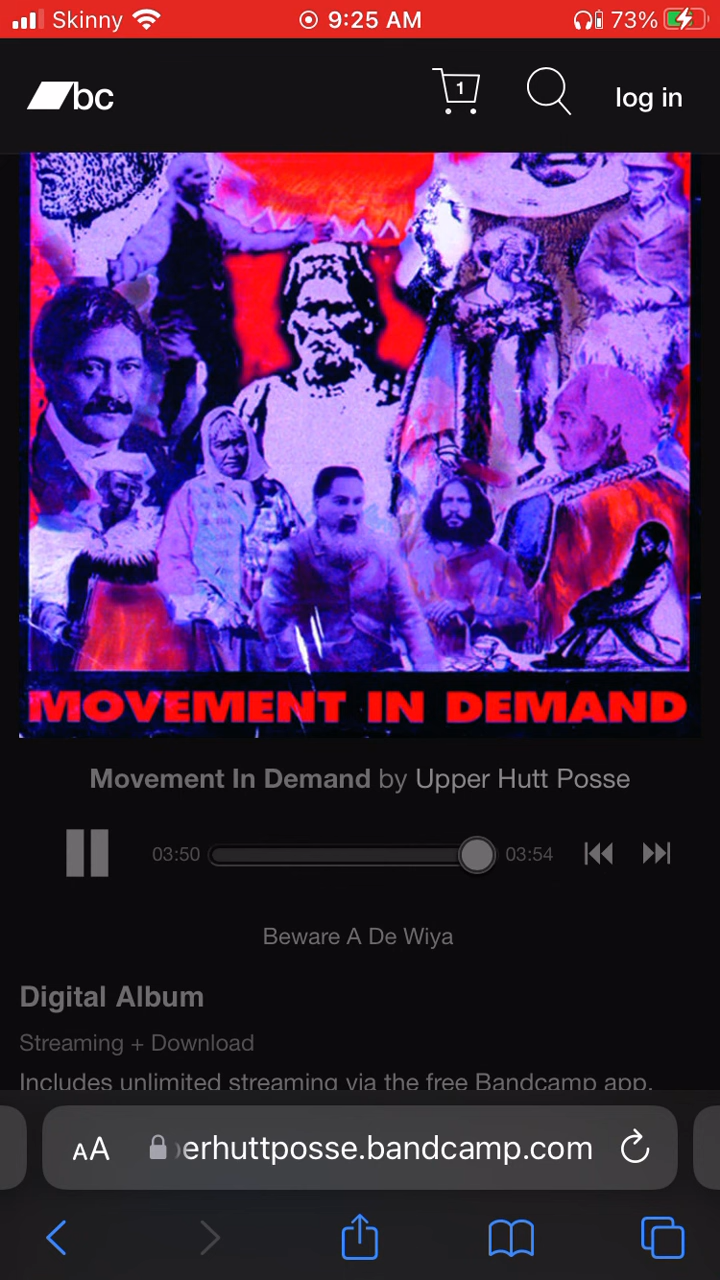 Skinny 9:25 AM 73%
bc 1 log in
MOVEMENT IN DEMAND
Movement In Demand by Upper Hutt Posse
03:50 03:54
Beware A De Wiya
Digital Album
Streaming + Download
Includes unlimited streaming via the free Bandcamp app,
AA erhuttposse.bandcamp.com